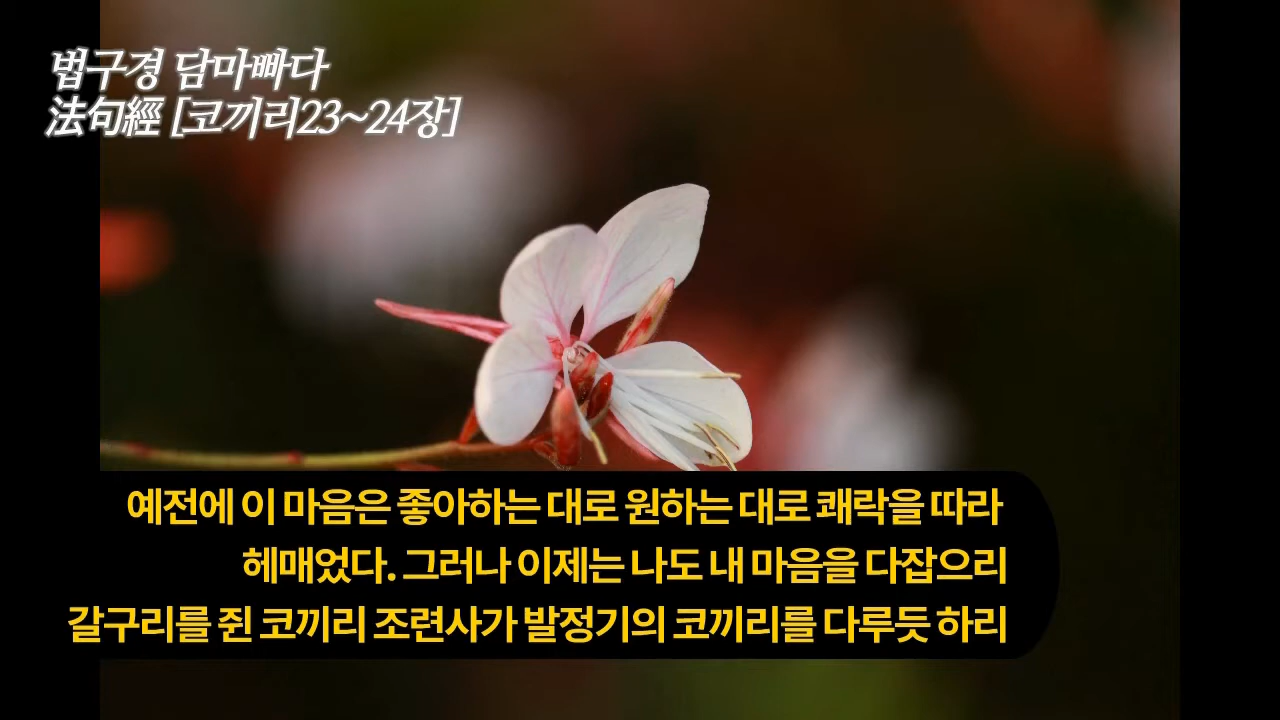 법구경 담마빠다
法句經 [코끼리23~24장]
예전에 이 마음은 좋아하는 대로 원하는 대로 쾌락을 따라
헤매었다. 그러나 이제는 나도 내 마음을 다잡으리
갈구리를 쥔 코끼리 조련사가 발정기의 코끼리를 다루듯 하리